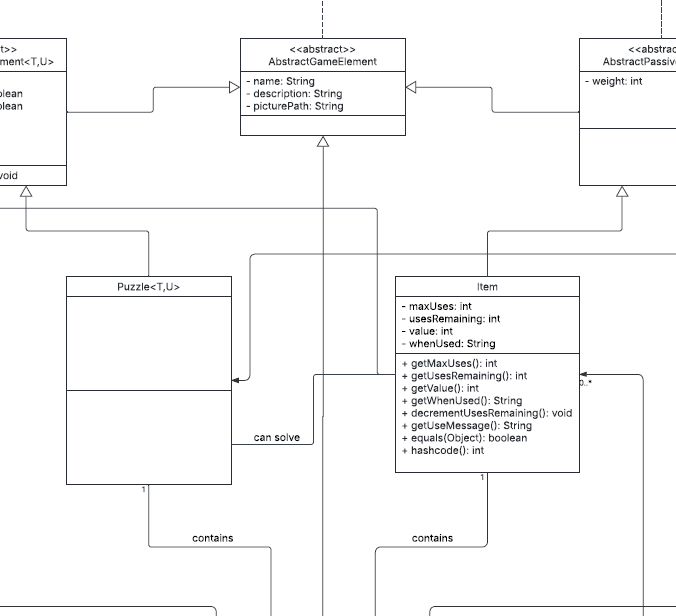 t>>
ment<T,U>
olean
olean
void
<<abstract>>
AbstractGameElement
- name: String
- description: String
- picturePath: String
<<abstrac
AbstractPassiv
- weight: int
Puzzle<T,U>
Item
- maxUses: int
- usesRemaining: int
- value: int
- whenUsed: String
+ getMaxUses(): int
+ getUsesRemaining(): int
+ getValue(): int
+ getWhenUsed(): String
+ decrementUsesRemaining(): void
+ getUseMessage(): String
+ equals(Object): boolean
+ hashcode(): int
0..*
can solve
1
1
contains
contains